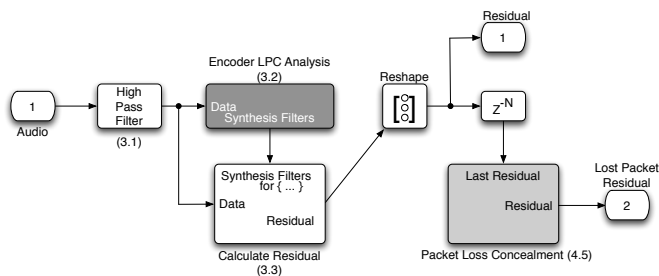 Residual
1
Encoder LPC Analysis
(3.2)
Reshape
1
Audio
High
Pass
Filter
(3.1)
Data
Synthesis Filters
[ooo]
Z-N
Synthesis Filters
for { ... }
Data
Residual
Calculate Residual
(3.3)
Last Residual
Residual
Packet Loss Concealment (4.5)
Lost Packet
Residual
2